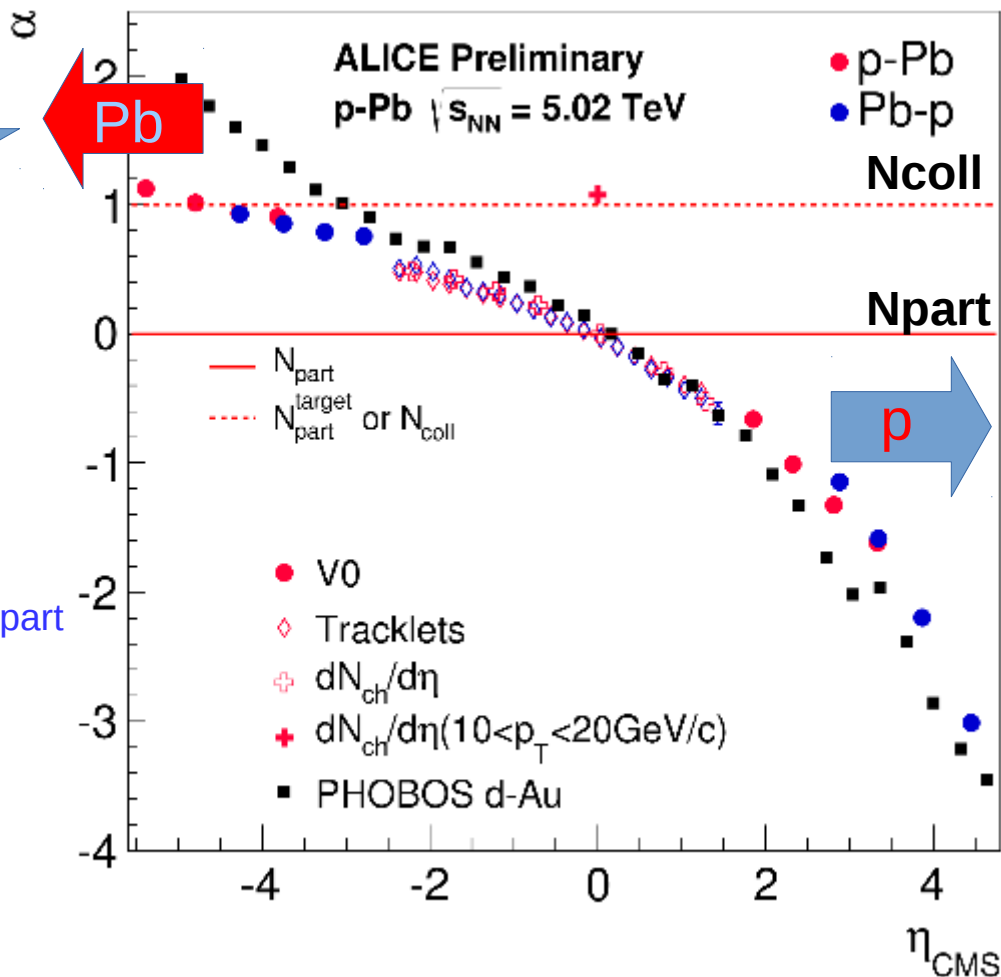 α
ALICE Preliminary
p-Pb √sNN = 5.02 TeV
p-Pb
Pb-p
Pb
Ncoll
Npart
p
Npart
Ntargetpart or Ncoll
V0
Tracklets
dNch/dη
dNch/dη(10<pT<20GeV/c)
PHOBOS d-Au
part
2
1
0
-1
-2
-3
-4
-4 -2 0 2 4
ηCMS